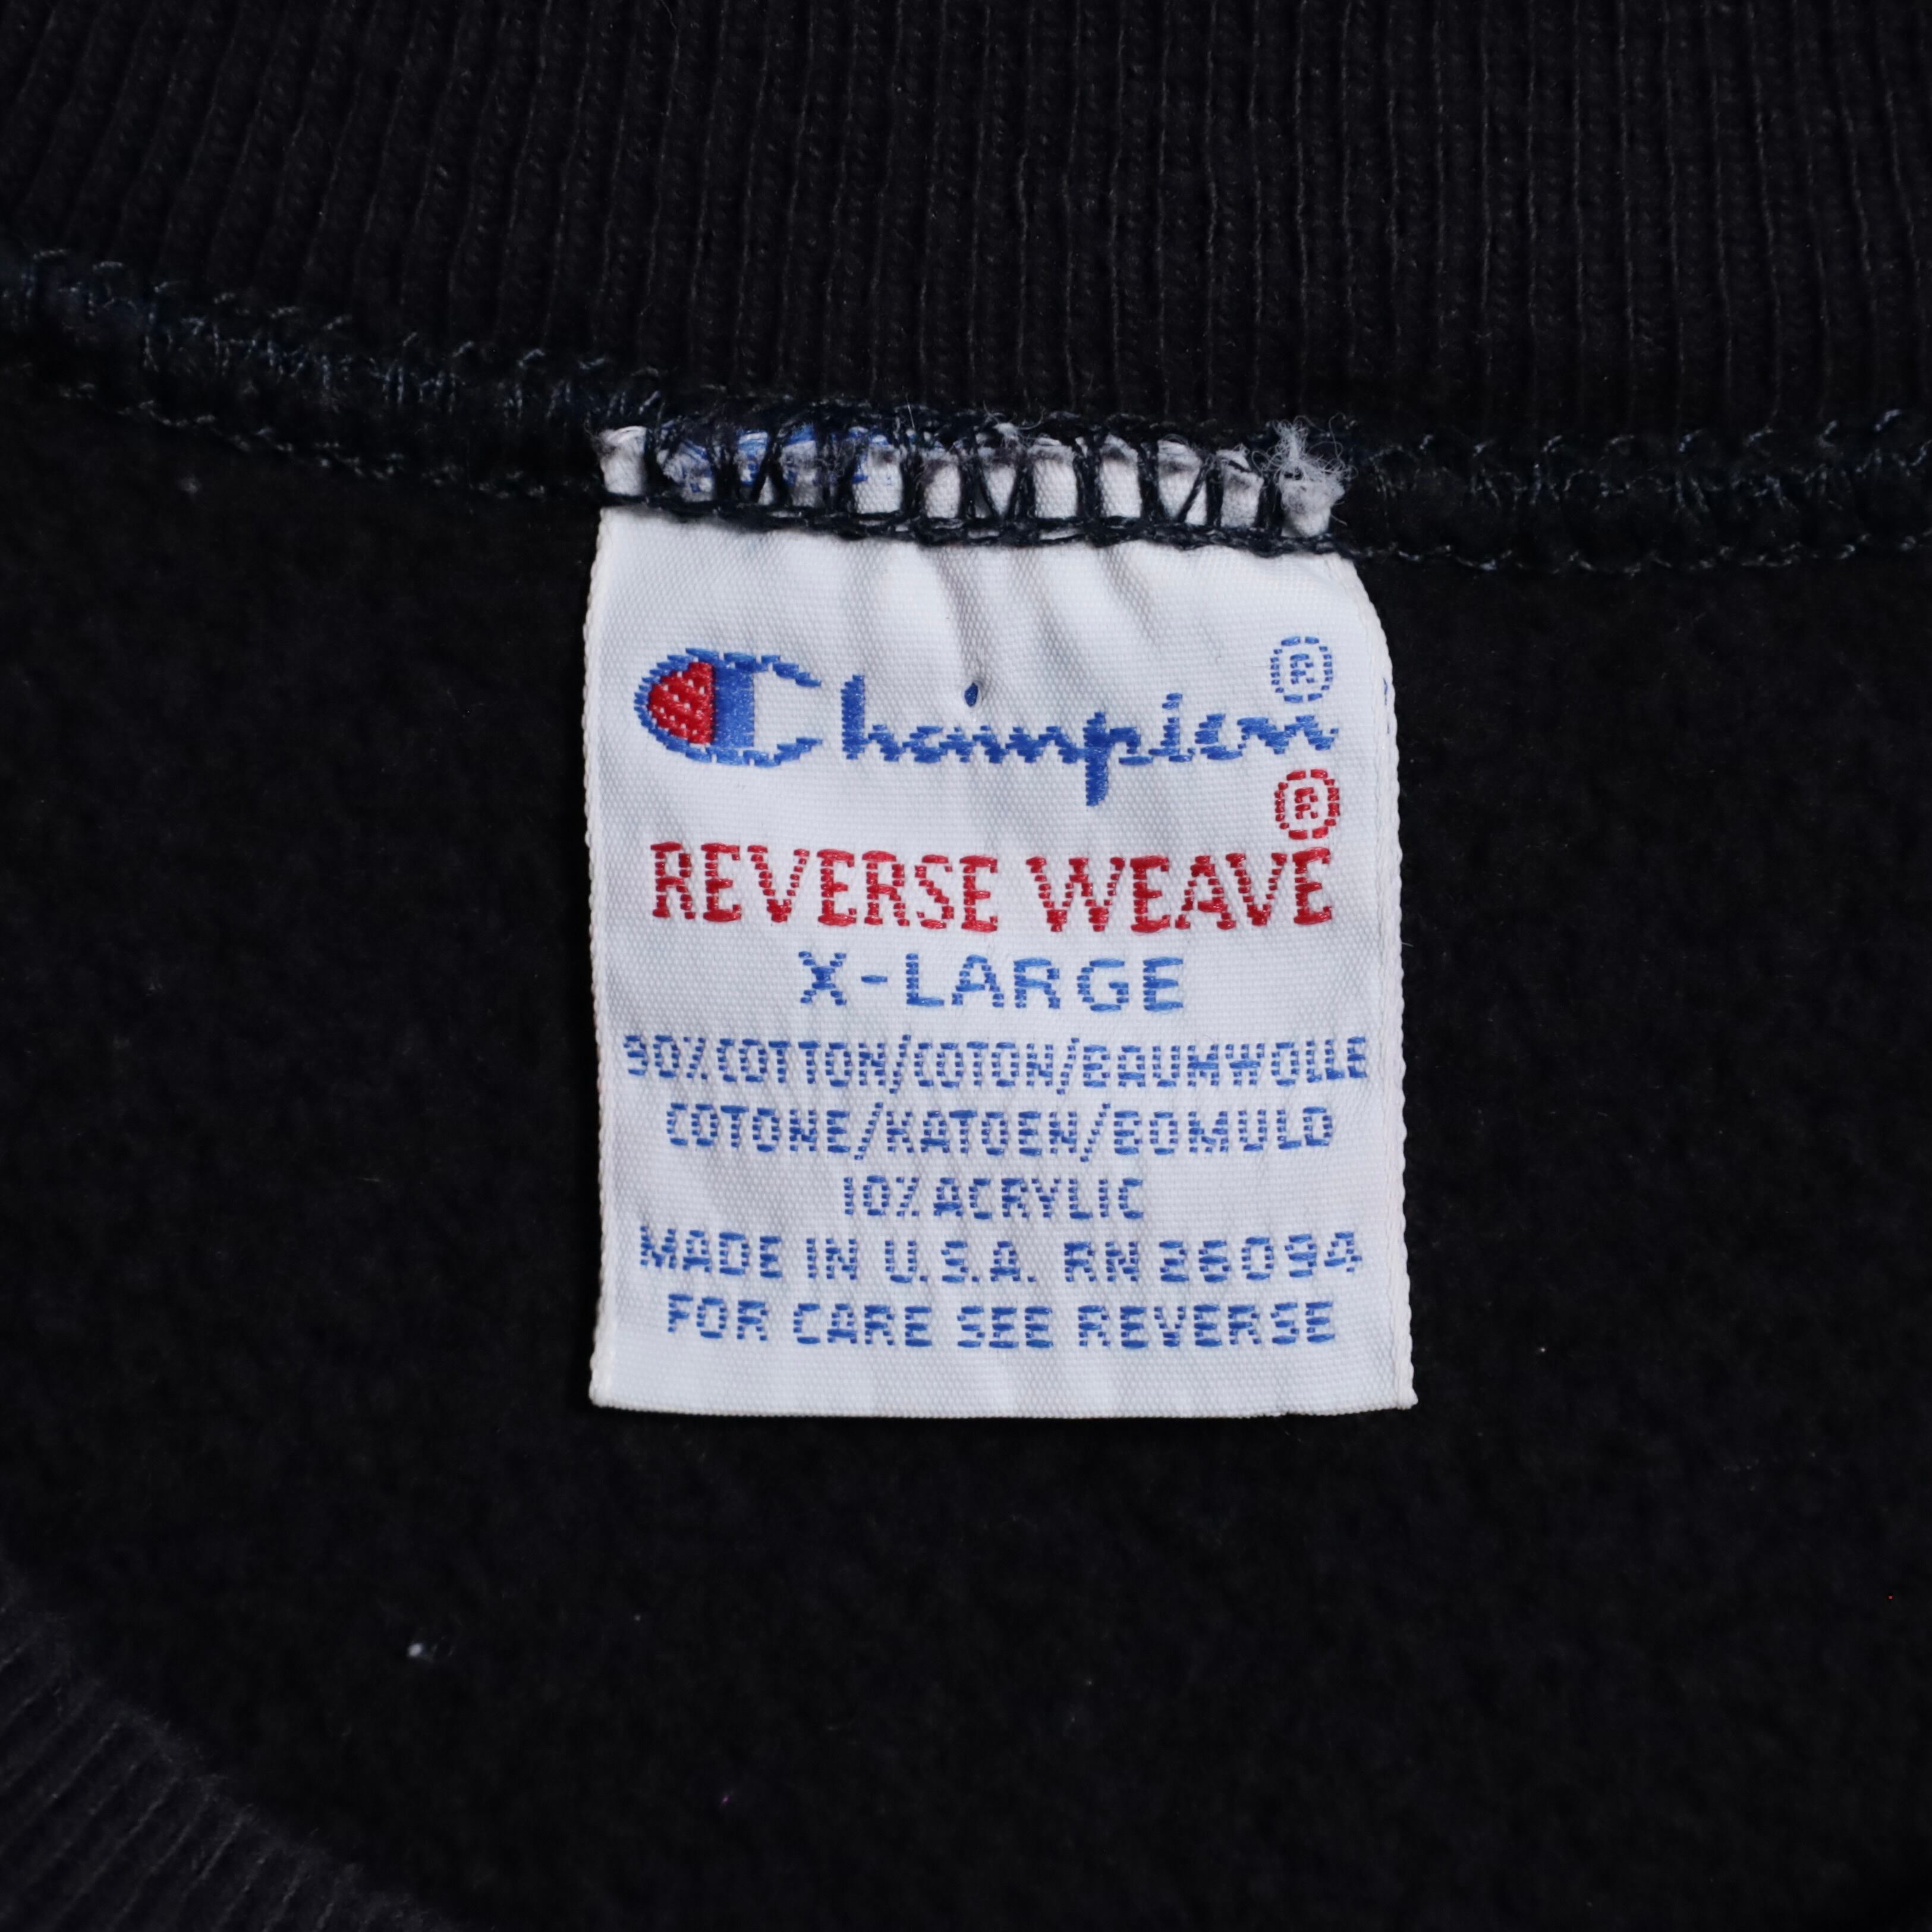 Champion®
REVERSE WEAVE®
X-LARGE
90% COTTON/COTON/BAUMWOLLE
COTONE/KATOEN/BOMULD
10% ACRYLIC
MADE IN U.S.A. RN 26094
FOR CARE SEE REVERSE